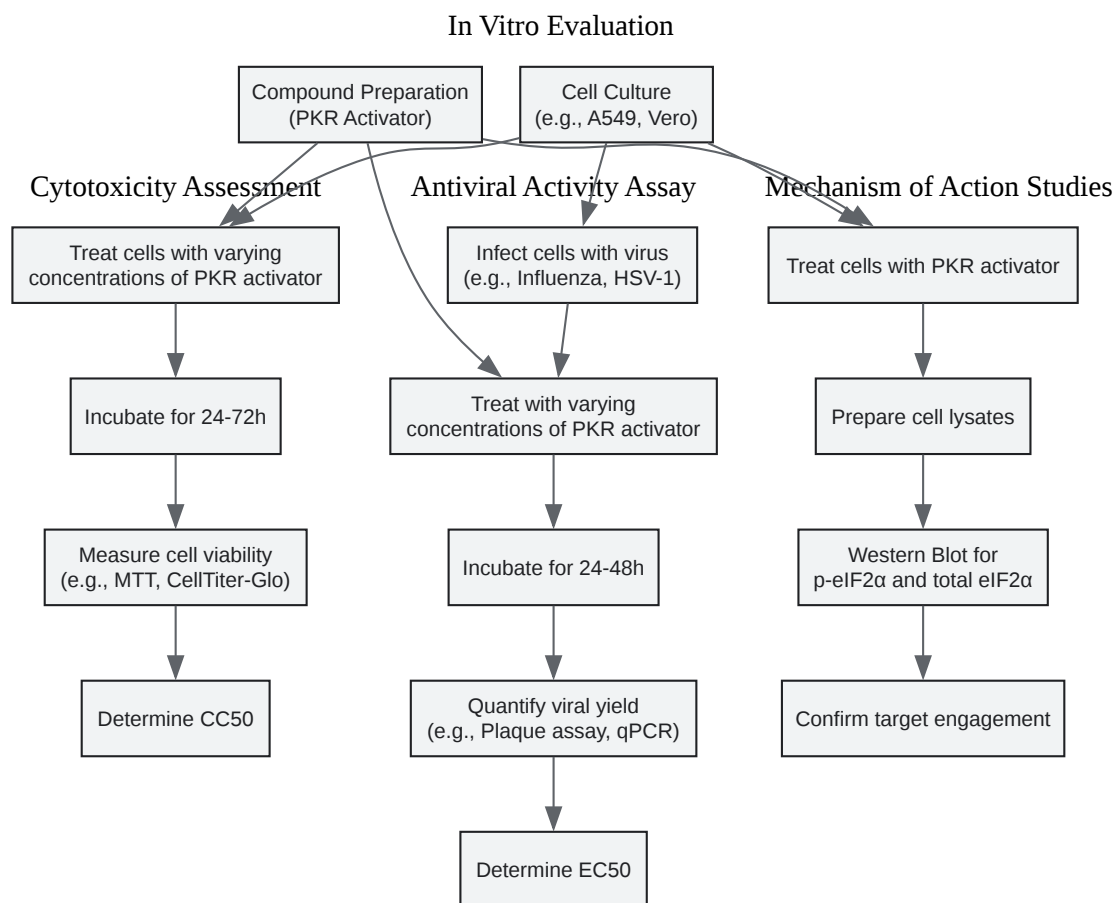 In Vitro Evaluation
Compound Preparation
(PKR Activator)
Cell Culture
(e.g., A549, Vero)
Cytotoxicity Assessment
Antiviral Activity Assay
Mechanism of Action Studies
Treat cells with varying
concentrations of PKR activator
Infect cells with virus
(e.g., Influenza, HSV-1)
Treat cells with PKR activator
Incubate for 24-72h
Treat with varying
concentrations of PKR activator
Prepare cell lysates
Measure cell viability
(e.g., MTT, CellTiter-Glo)
Incubate for 24-48h
Western Blot for
p-eIF2α and total eIF2α
Determine CC50
Quantify viral yield
(e.g., Plaque assay, qPCR)
Confirm target engagement
Determine EC50